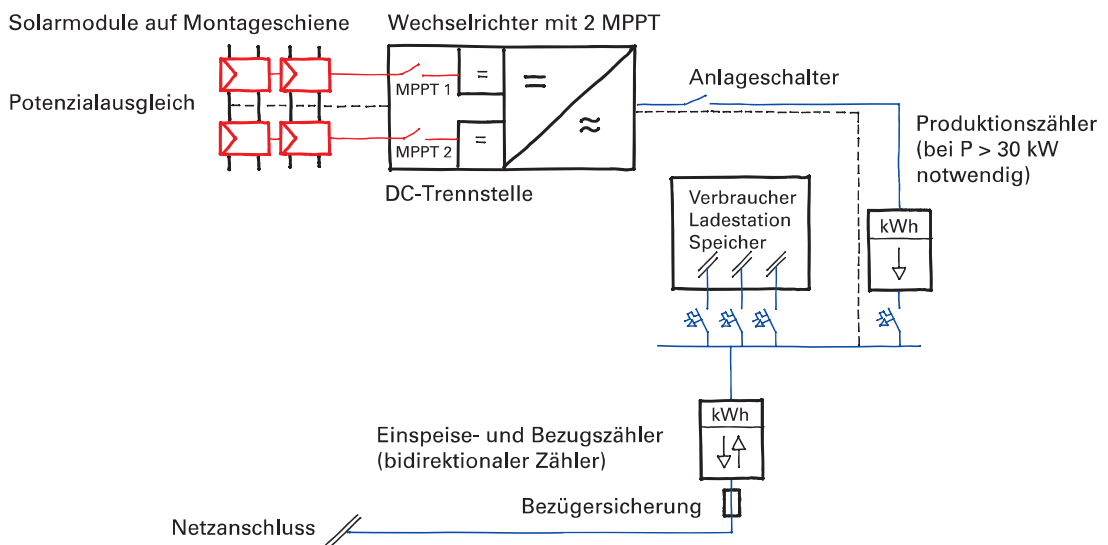 Solarmodule auf Montageschiene
Wechselrichter mit 2 MPPT
MPPT 1
=
=
≈
Potenzialausgleich
MPPT 2
=
DC-Trennstelle
Anlageschalter
Produktionszähler
(bei P > 30 kW
notwendig)
Verbraucher
Ladestation
Speicher
kWh
kWh
Einspeise- und Bezugszähler
(bidirektionaler Zähler)
Bezügersicherung
Netzanschluss